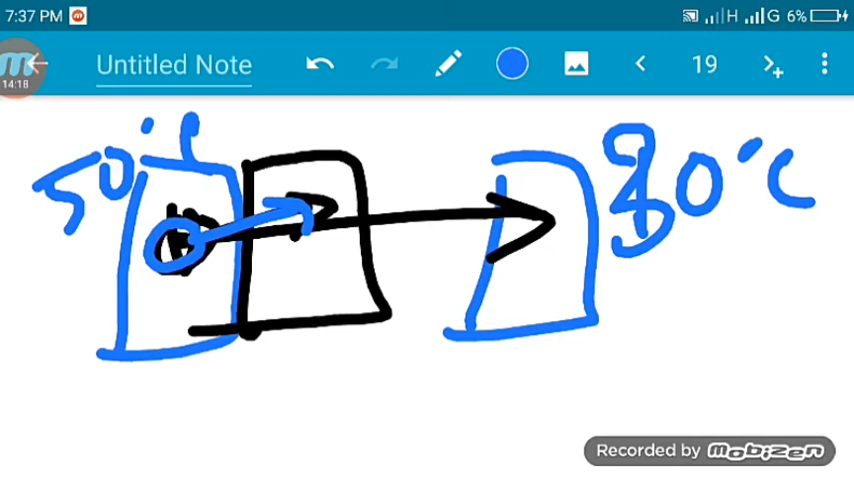 7:37 PM H G 6%
14:18
Untitled Note 19
50°C 80°C
Recorded by Mobizen